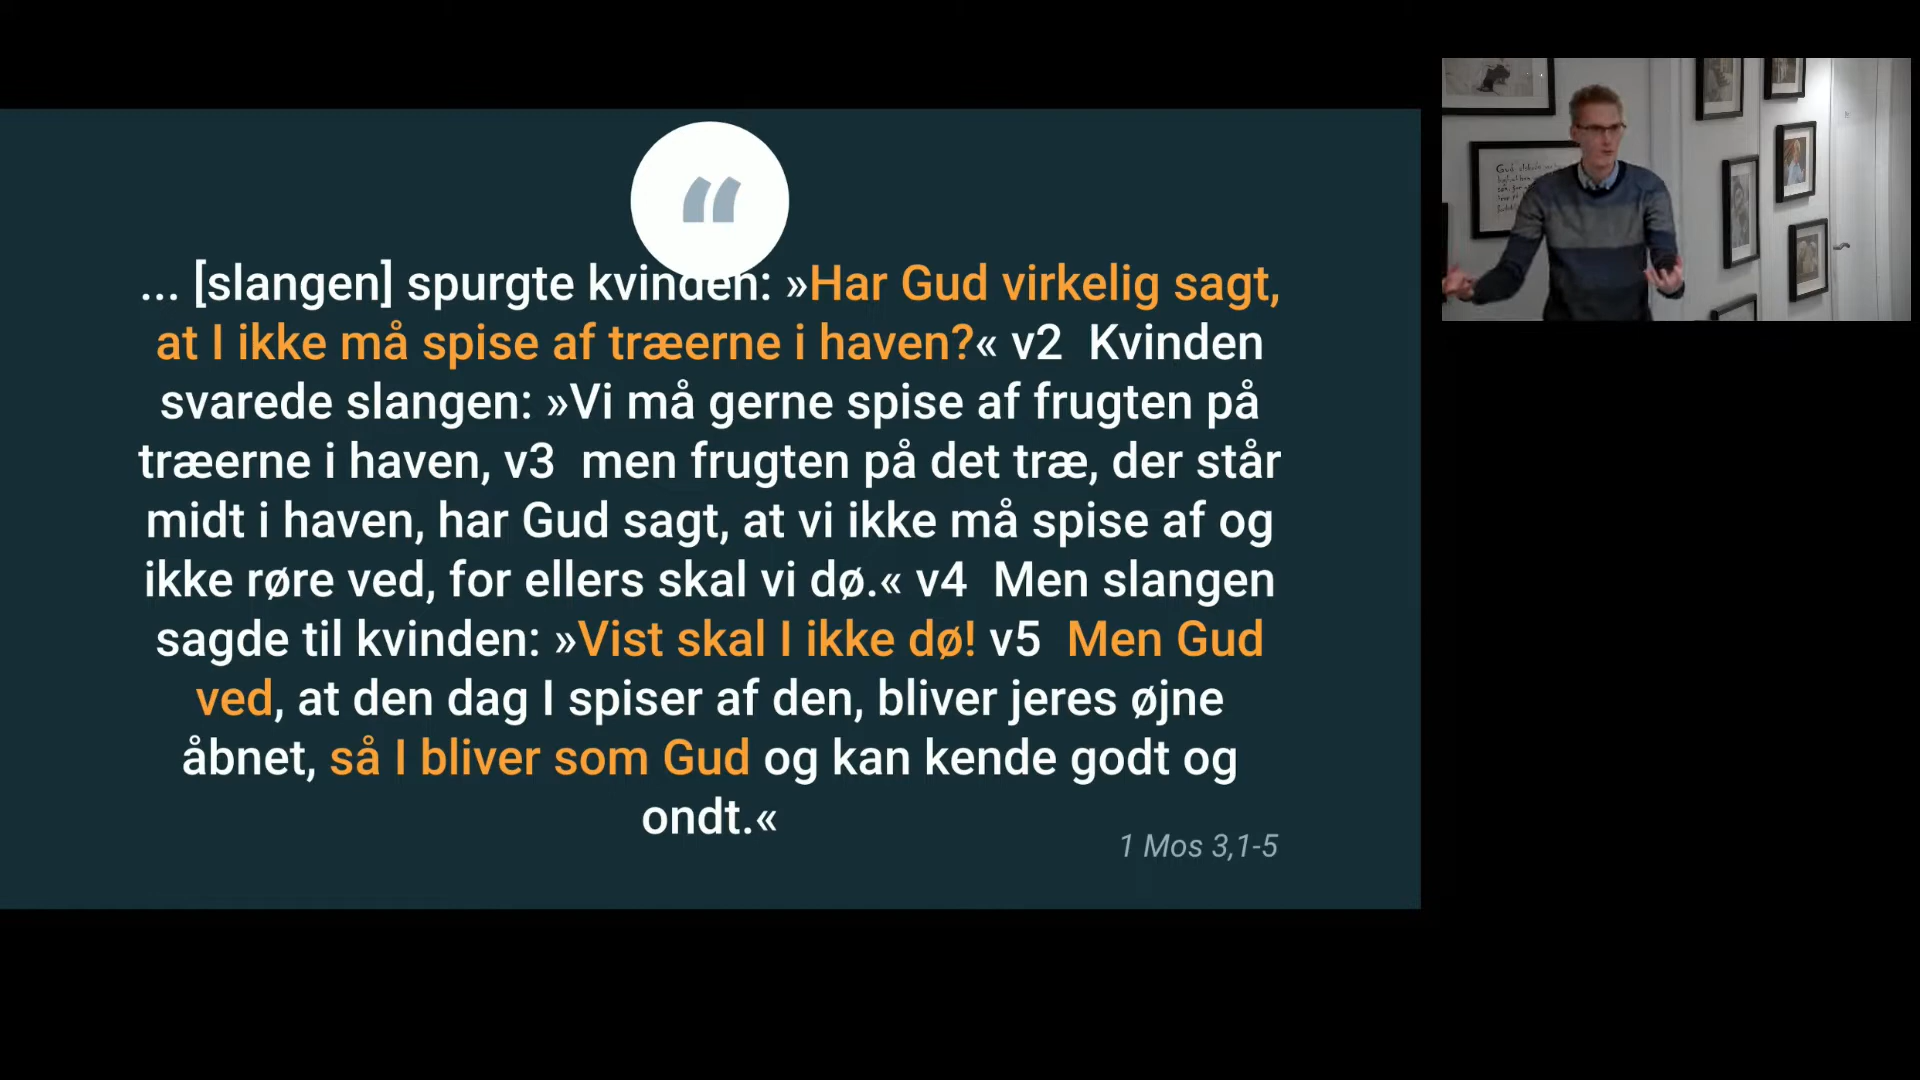 ... [slangen] spurgte kvinden: »Har Gud virkelig sagt,
at I ikke må spise af træerne i haven?« v2  Kvinden
svarede slangen: »Vi må gerne spise af frugten på
træerne i haven, v3  men frugten på det træ, der står
midt i haven, har Gud sagt, at vi ikke må spise af og
ikke røre ved, for ellers skal vi dø.« v4  Men slangen
sagde til kvinden: »Vist skal I ikke dø! v5  Men Gud
ved, at den dag I spiser af den, bliver jeres øjne
åbnet, så I bliver som Gud og kan kende godt og
ondt.«
1 Mos 3,1-5
Gud